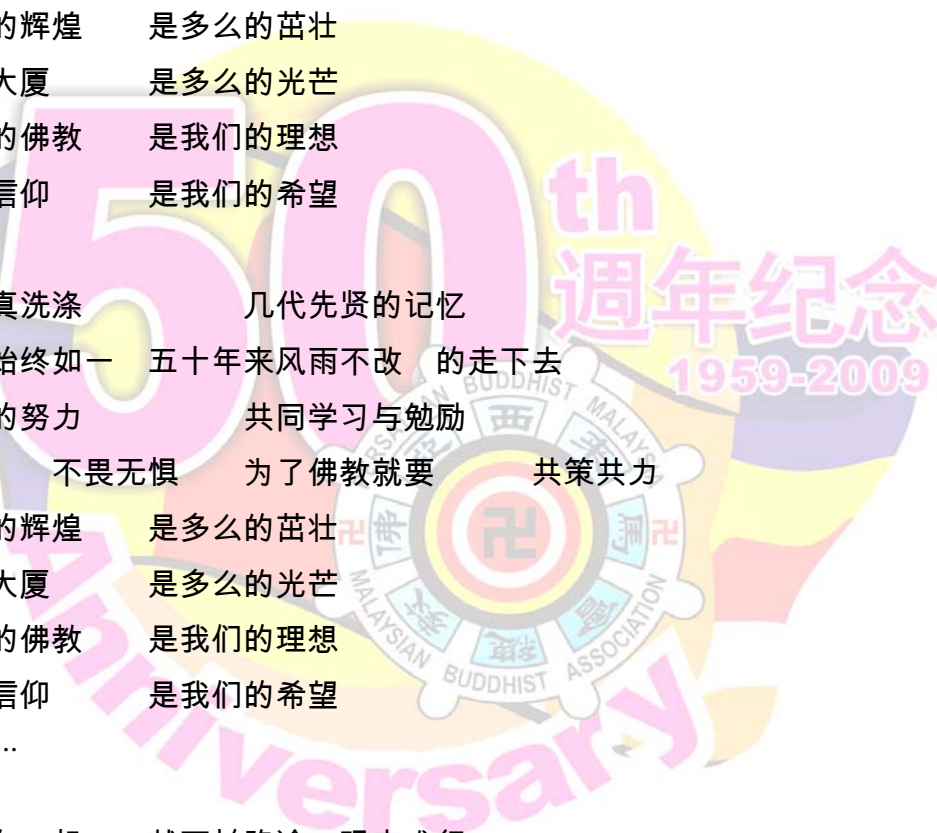 的辉煌 是多么的茁壮
大厦 是多么的光芒
的佛教 是我们的理想
信仰 是我们的希望
真洗涤 几代先贤的记忆
始终如一 五十年来风雨不改 的走下去
的努力 共同学习与勉励
不畏无惧 为了佛教就要 共策共力
的辉煌 是多么的茁壮
大厦 是多么的光芒
的佛教 是我们的理想
信仰 是我们的希望
..
50th
週年纪念
1959-2009
Anniversary
MALAYSIAN BUDDHIST ASSOCIATION
卍